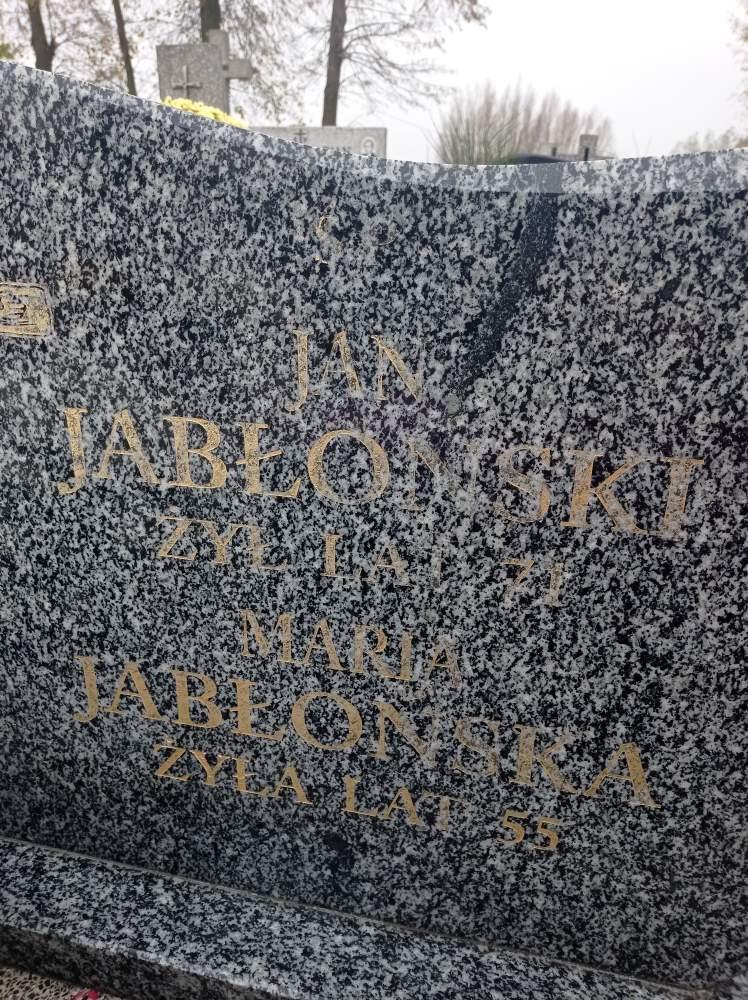 Ś P
JAN
JABŁOŃSKI
ŻYŁ LAT 71
MARIA
JABŁOŃSKA
ŻYŁA LAT 55